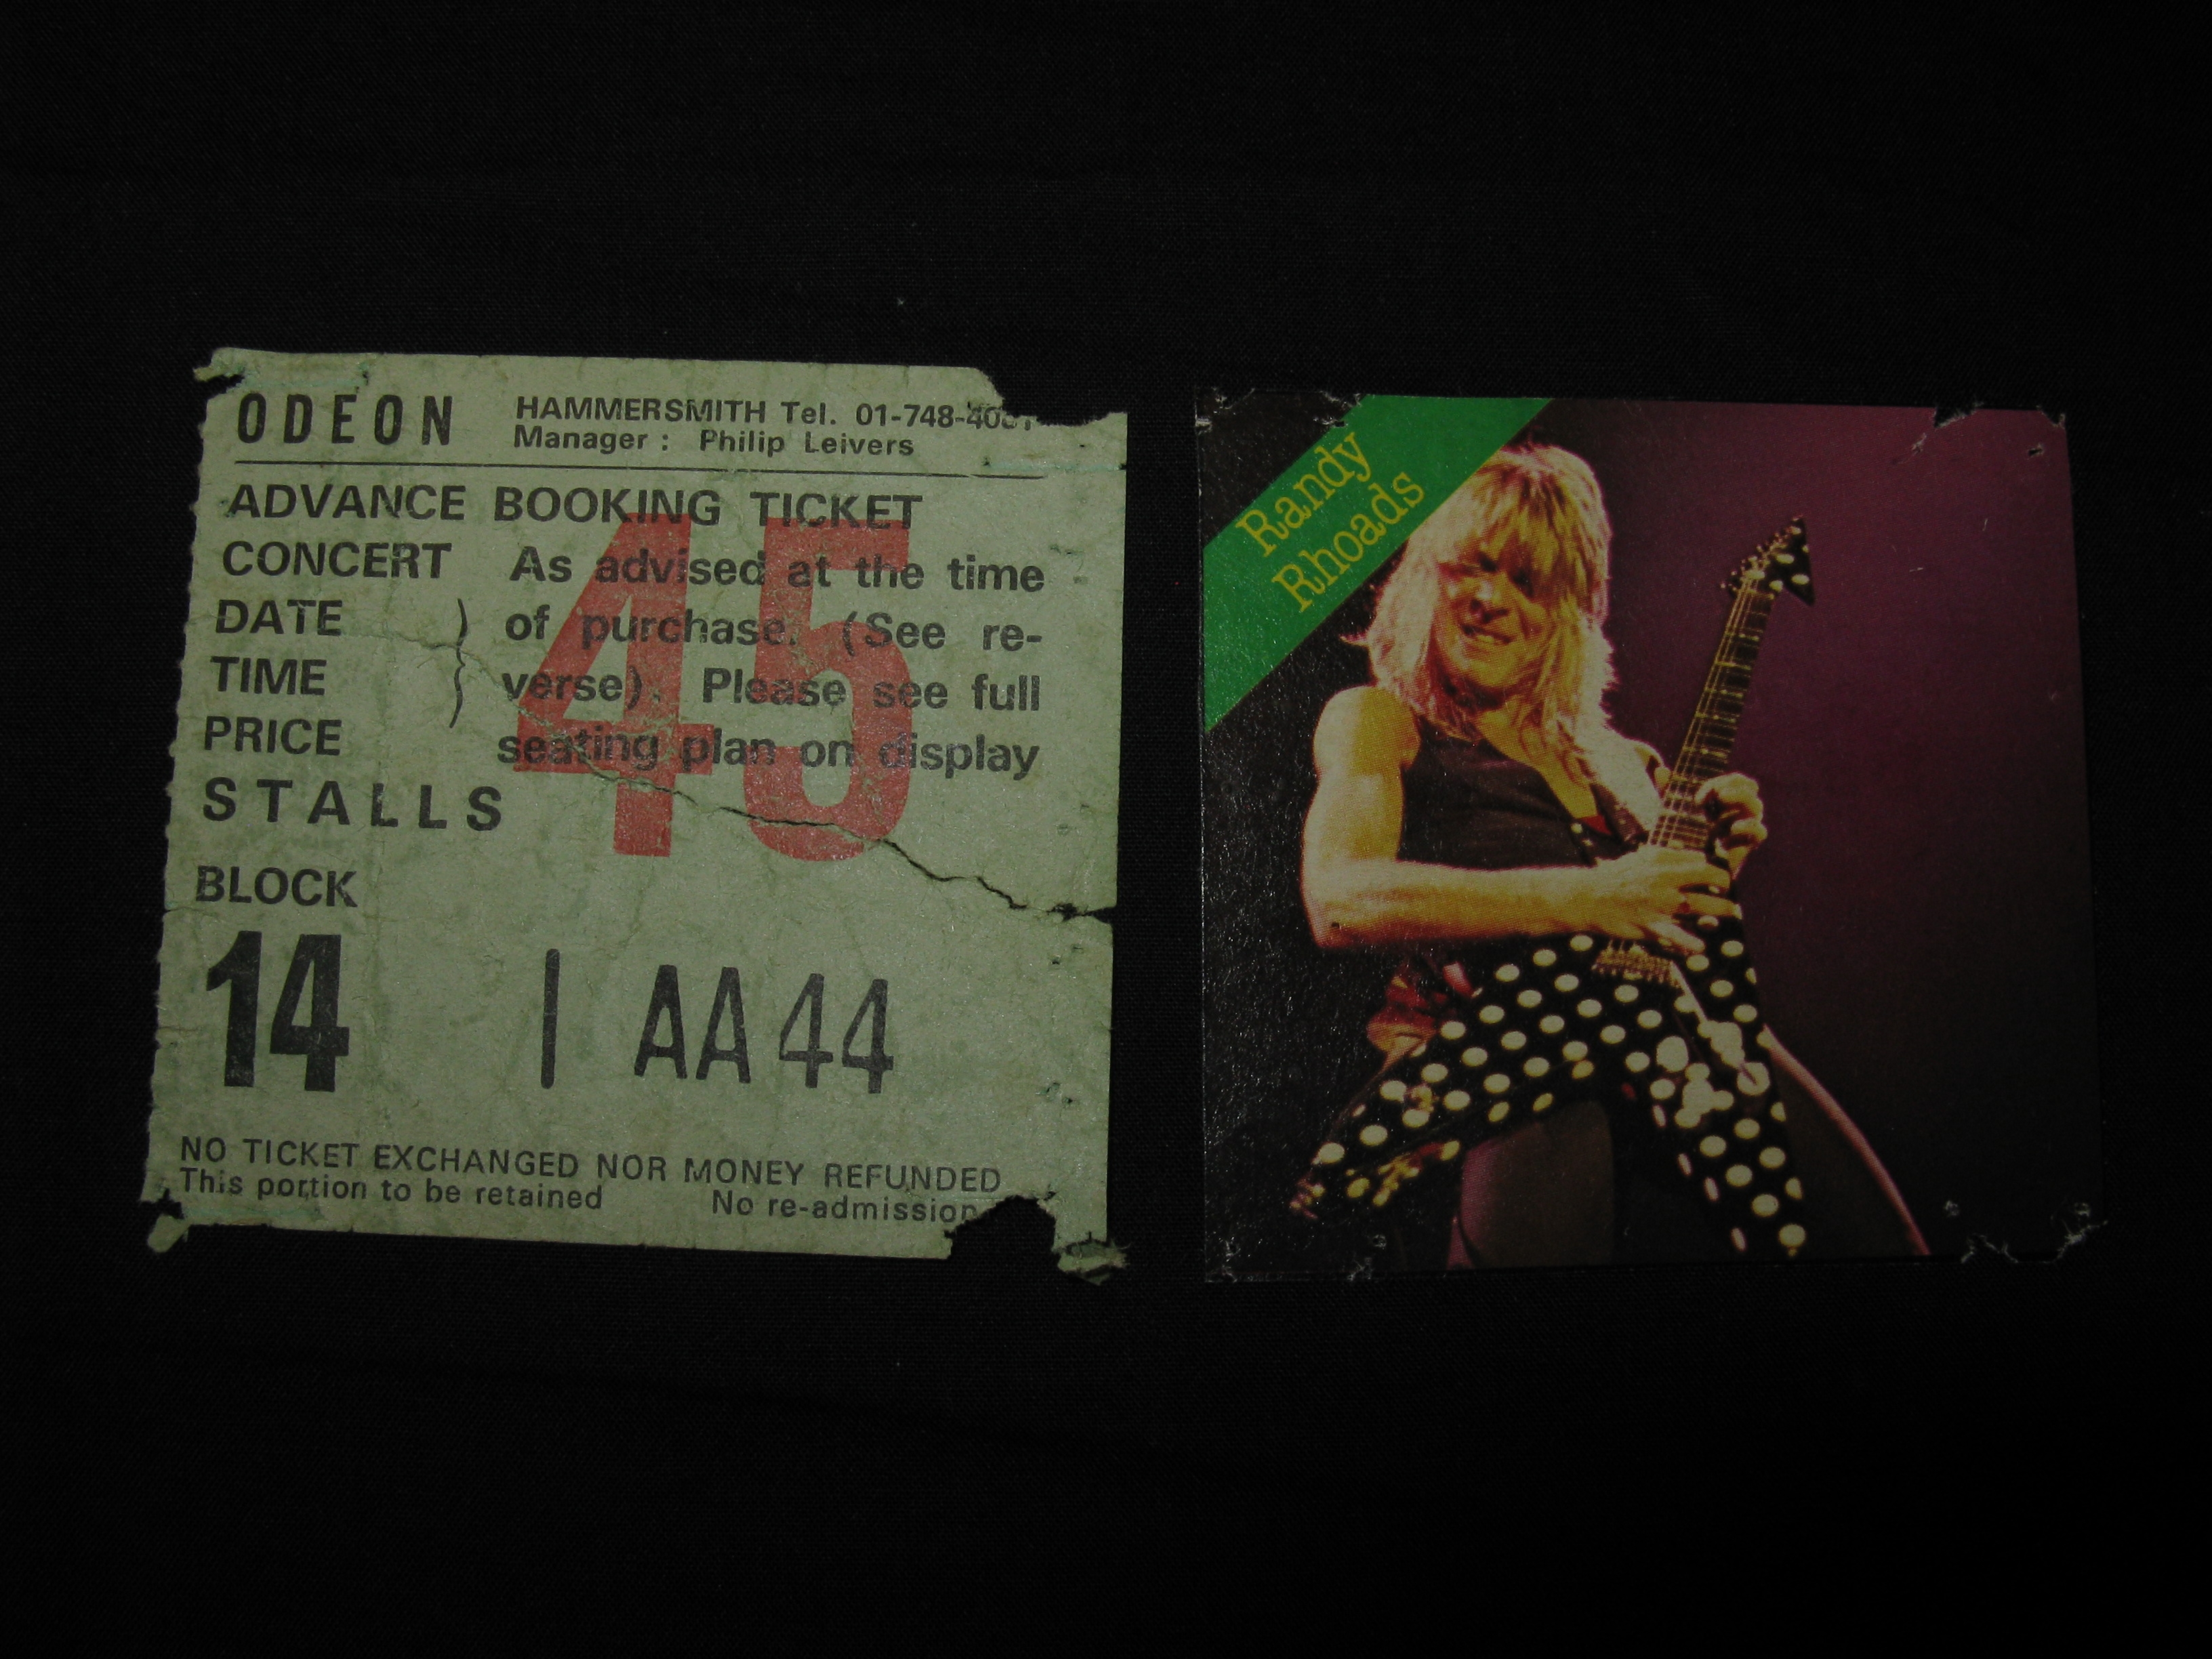 ODEON
HAMMERSMITH Tel. 01-748-
Manager : Philip Leivers
ADVANCE BOOKING TICKET
CONCERT As advised at the time
DATE of purchase. (See re-
TIME verse). Please see full
PRICE seating plan on display
45
STALLS
BLOCK
14 I AA 44
NO TICKET EXCHANGED NOR MONEY REFUNDED
This portion to be retained No re-admission
Randy
Rhoads